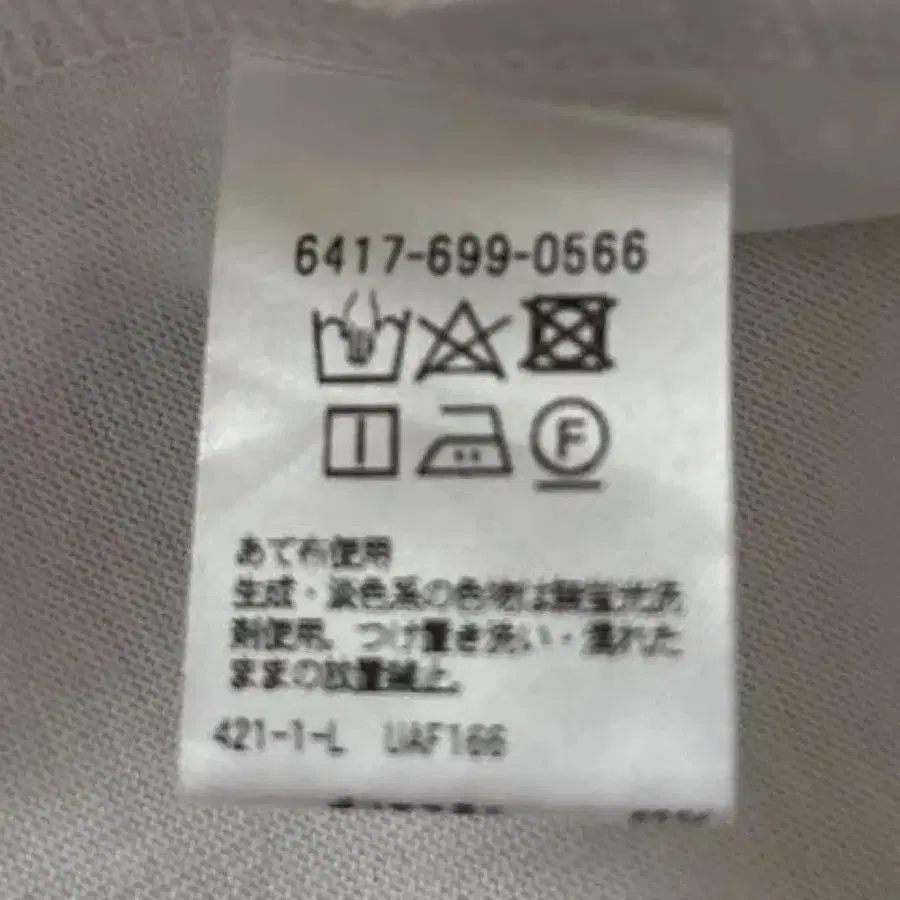 6417-699-0566
F
あて布使用
生成・淡色系の色物は無蛍光洗
剤使用。つけ置き洗い・濡れた
ままの放置禁止。
421-1-L UAF166